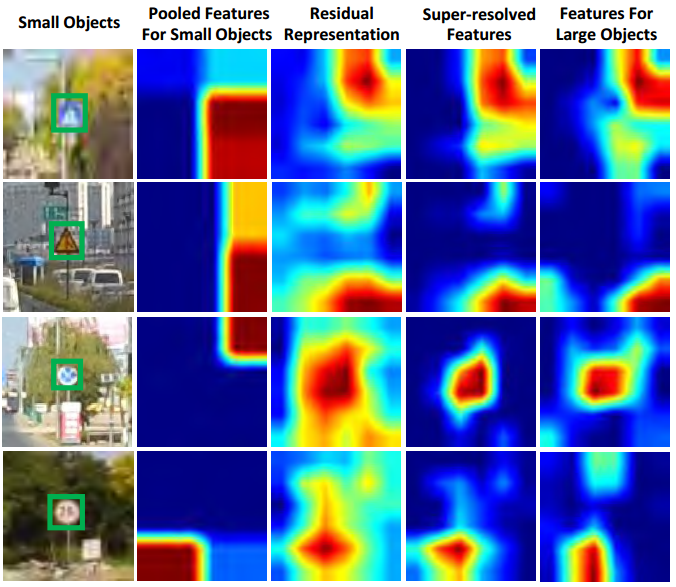 Small Objects
Pooled Features
For Small Objects
Residual
Representation
Super-resolved
Features
Features For
Large Objects